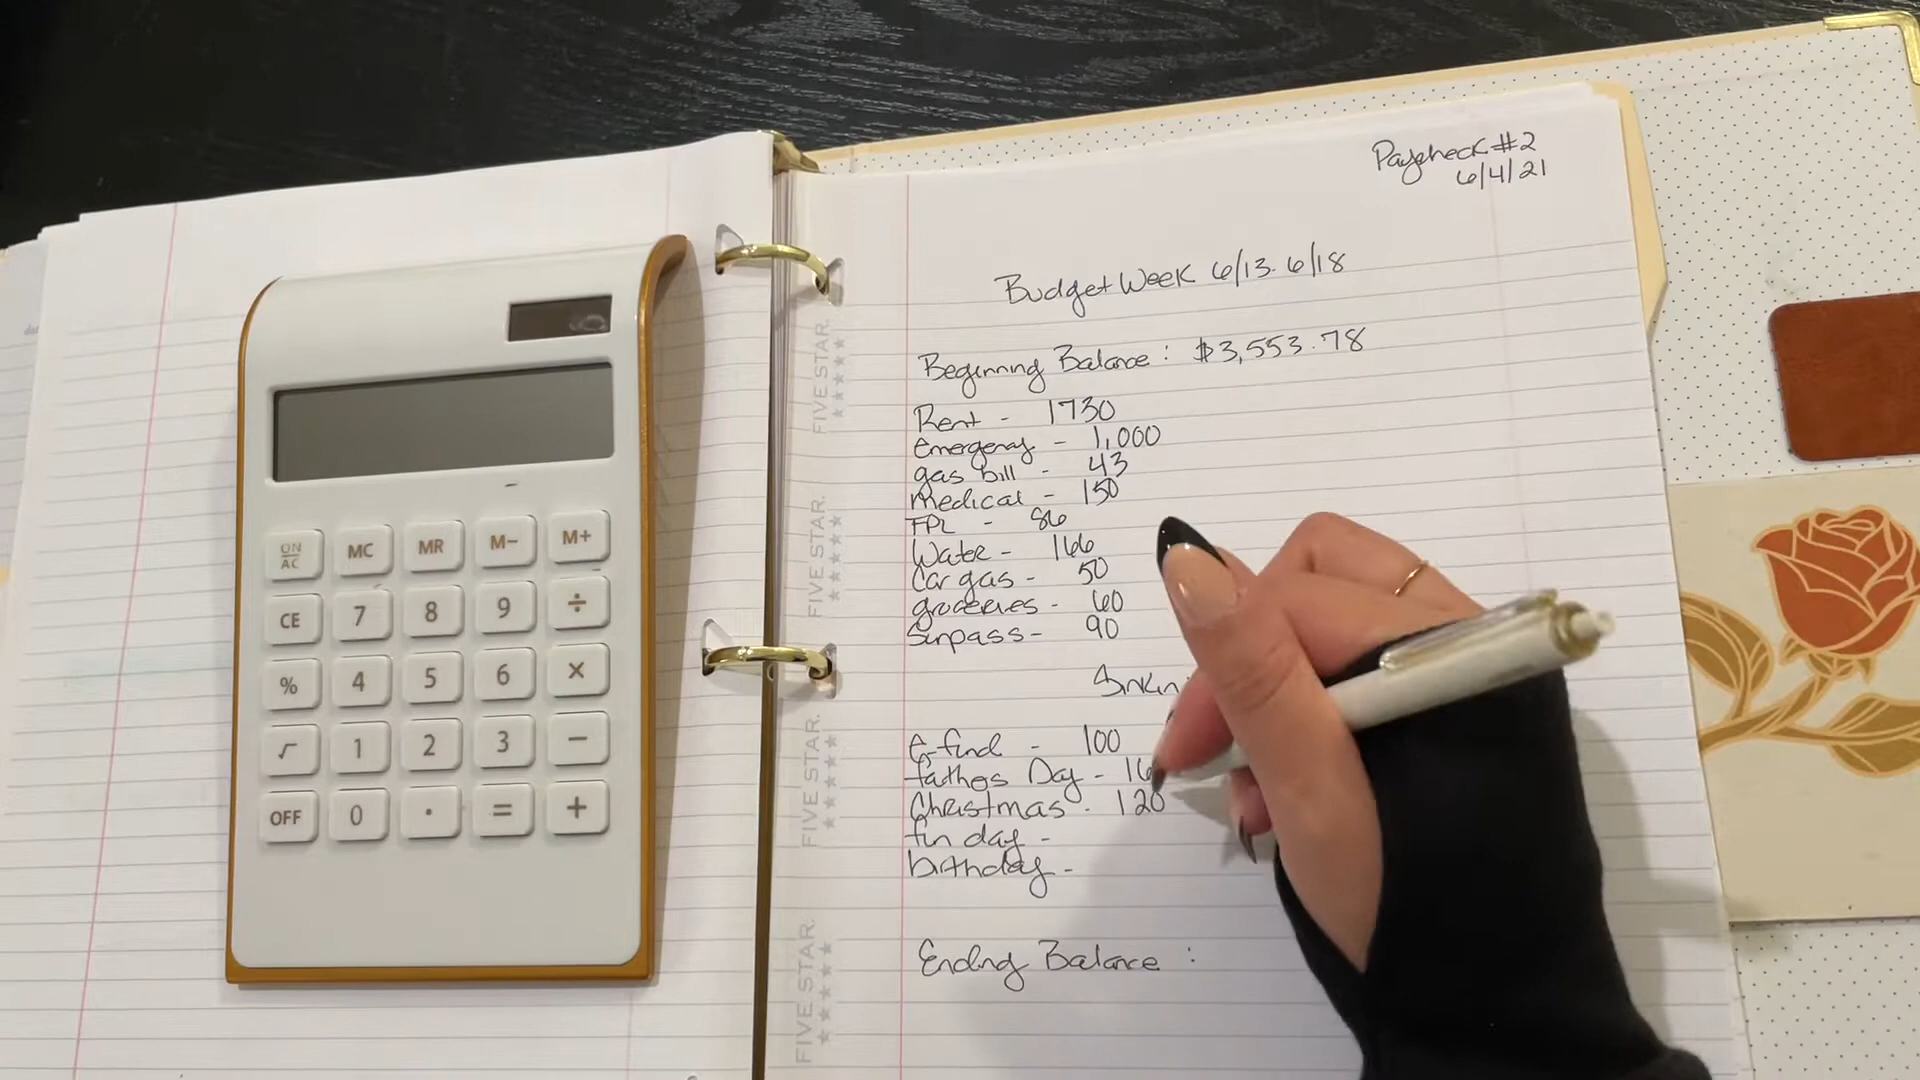 Paycheck #2
6/4/21
Budget Week 6/13 - 6/18
Beginning Balance : $3,553.78
Rent - 1730
emergency - 1,000
gas bill - 43
medical - 150
FPL - 86
Water - 166
Car gas - 50
groceries - 60
Sunpass - 90
E-fund - 100
fathers Day -
Christmas - 120
fun day -
birthday -
Ending Balance :
FIVE STAR.
FIVE STAR.
FIVE STAR.
FIVE STAR.
ON
AC
MC MR M− M+
CE 7 8 9 ÷
% 4 5 6 ×
√ 1 2 3 −
OFF 0 . = +